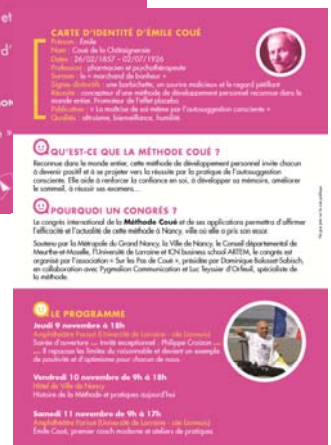 et
d'
ION
e »
CARTE D'IDENTITÉ D'ÉMILE COUÉ
Prénom : Émile
Nom : Coué de la Châtaigneraie
Dates : 26/02/1857 – 02/07/1926
Profession : pharmacien et psychothérapeute
Surnom : le « marchand de bonheur »
Signes distinctifs : une barbichette, un sourire malicieux et le regard pétillant
Réussite : concepteur d'une méthode de développement personnel reconnue dans le
monde entier. Promoteur de l'effet placebo
Publication : « La maîtrise de soi-même par l'autosuggestion consciente »
Qualités : altruisme, bienveillance, humilité
QU'EST-CE QUE LA MÉTHODE COUÉ ?
Reconnue dans le monde entier, cette méthode de développement personnel invite chacun
à devenir positif et à se projeter vers la réussite par la pratique de l'autosuggestion
consciente. Elle aide à renforcer la confiance en soi, à développer sa mémoire, améliorer
le sommeil, à réussir ses examens...
POURQUOI UN CONGRÈS ?
Le congrès international de la Méthode Coué et de ses applications permettra d'affirmer
l'efficacité et l'actualité de cette méthode à Nancy, ville où elle a pris son essor.
Soutenu par la Métropole du Grand Nancy, la Ville de Nancy, le Conseil départemental de
Meurthe-et-Moselle, l'Université de Lorraine et ICN business school ARTEM, le congrès est
organisé par l'association « Sur les Pas de Coué », présidée par Dominique Bolusset-Sabisch,
en collaboration avec Pygmalion Communication et Luc Teyssier d'Orfeuil, spécialiste de
la méthode.
LE PROGRAMME
Jeudi 9 novembre à 18h
Amphithéâtre Parisot (Université de Lorraine - site Lionnois)
Soirée d'ouverture ... Invité exceptionnel : Philippe Croizon ...
... Il repousse les limites du raisonnable et devient un exemple
de positivité et d'optimisme pour chacun de nous.
Vendredi 10 novembre de 9h à 18h
Hôtel de Ville de Nancy
Histoire de la Méthode et pratiques aujourd'hui
Samedi 11 novembre de 9h à 17h
Amphithéâtre Parisot (Université de Lorraine - site Lionnois)
Émile Coué, premier coach moderne et ateliers de pratiques